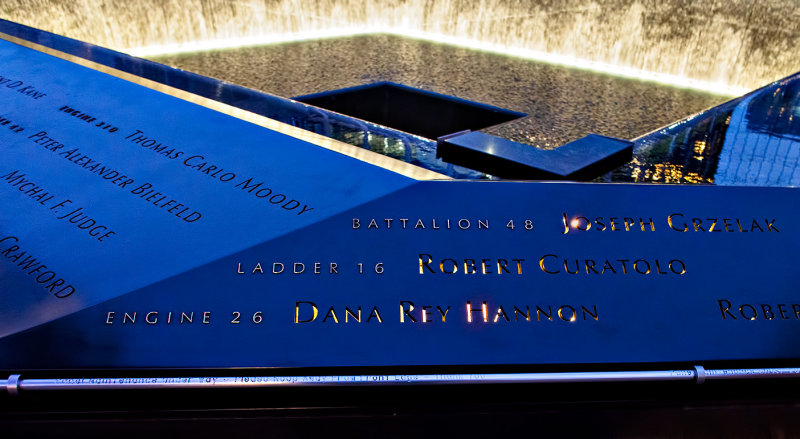 D. Kane
ENGINE 310 Thomas Carlo Moody
Peter Alexander Bielfeld
Mychal F. Judge
Crawford
BATTALION 48 Joseph Grzelak
LADDER 16 Robert Curatolo
ENGINE 26 Dana Rey Hannon
Rober